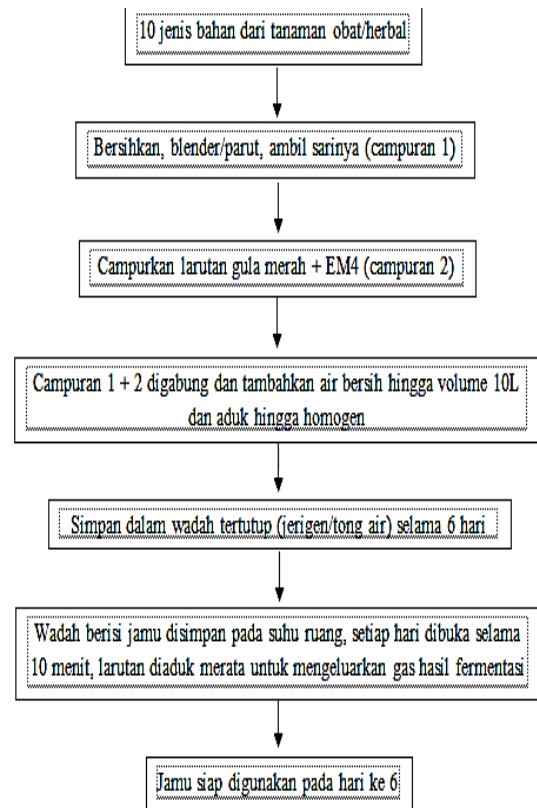 10 jenis bahan dari tanaman obat/herbal
Bersihkan, blender/parut, ambil sarinya (campuran 1)
Campurkan larutan gula merah + EM4 (campuran 2)
Campuran 1 + 2 digabung dan tambahkan air bersih hingga volume 10L
dan aduk hingga homogen
Simpan dalam wadah tertutup (jerigen/tong air) selama 6 hari
Wadah berisi jamu disimpan pada suhu ruang, setiap hari dibuka selama
10 menit, larutan diaduk merata untuk mengeluarkan gas hasil fermentasi
Jamu siap digunakan pada hari ke 6